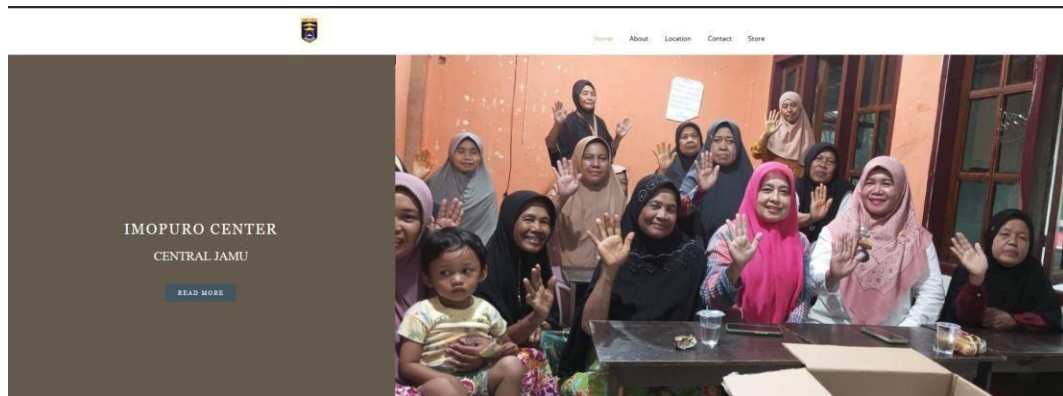 Home About Location Contact Store
IMOPURO CENTER
CENTRAL JAMU
READ MORE